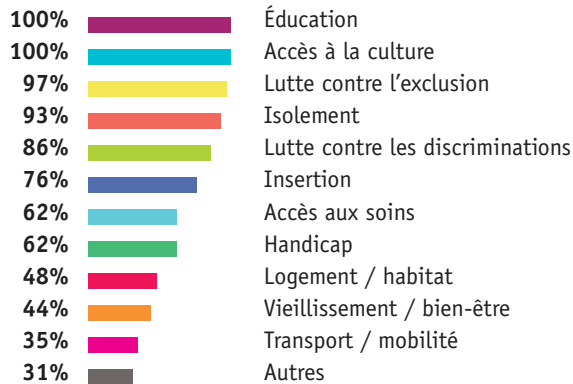 100% Éducation
100% Accès à la culture
97% Lutte contre l'exclusion
93% Isolement
86% Lutte contre les discriminations
76% Insertion
62% Accès aux soins
62% Handicap
48% Logement / habitat
44% Vieillissement / bien-être
35% Transport / mobilité
31% Autres